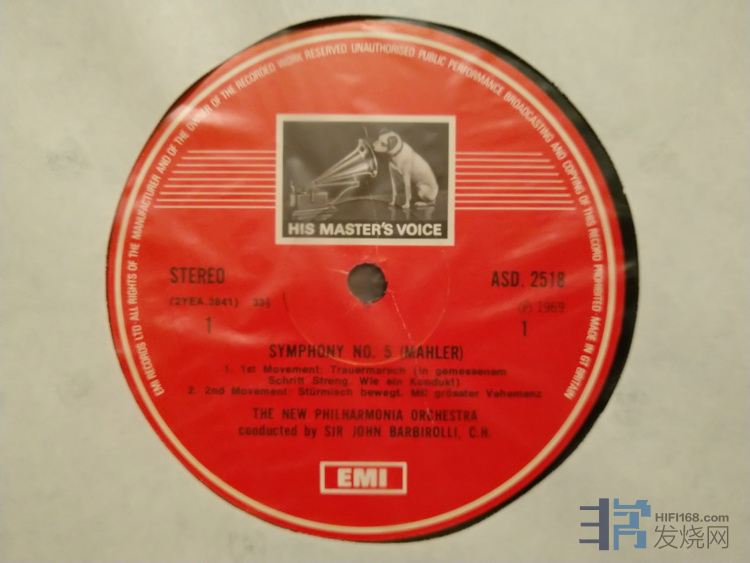 EMI RECORDS LTD ALL RIGHTS OF THE MANUFACTURER AND OF THE OWNER OF THE RECORDED WORK RESERVED UNAUTHORISED PUBLIC PERFORMANCE BROADCASTING AND COPYING OF THIS RECORD PROHIBITED MADE IN GT BRITAIN
HIS MASTER'S VOICE
STEREO
ASD. 2518
(2YEA.3841) 33⅓
℗ 1969
1
1
SYMPHONY NO. 5 (MAHLER)
1. 1st Movement: Trauermarsch (In gemessenam
Schritt Streng. Wie ein Kondukt)
2. 2nd Movement: Stürmisch bewegt. Mit grösster Vehemenz
THE NEW PHILHARMONIA ORCHESTRA
conducted by SIR JOHN BARBIROLLI, C.H.
EMI
HIFI168.com
发烧网